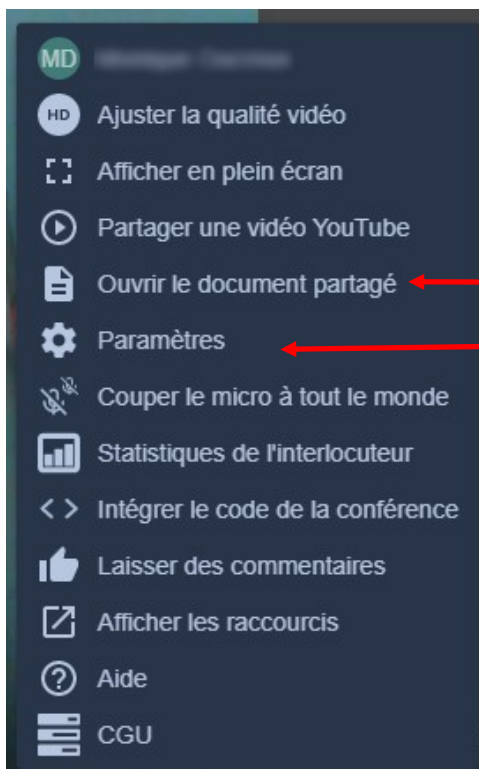 MD
HD Ajuster la qualité vidéo
Afficher en plein écran
Partager une vidéo YouTube
Ouvrir le document partagé
Paramètres
Couper le micro à tout le monde
Statistiques de l'interlocuteur
Intégrer le code de la conférence
Laisser des commentaires
Afficher les raccourcis
Aide
CGU